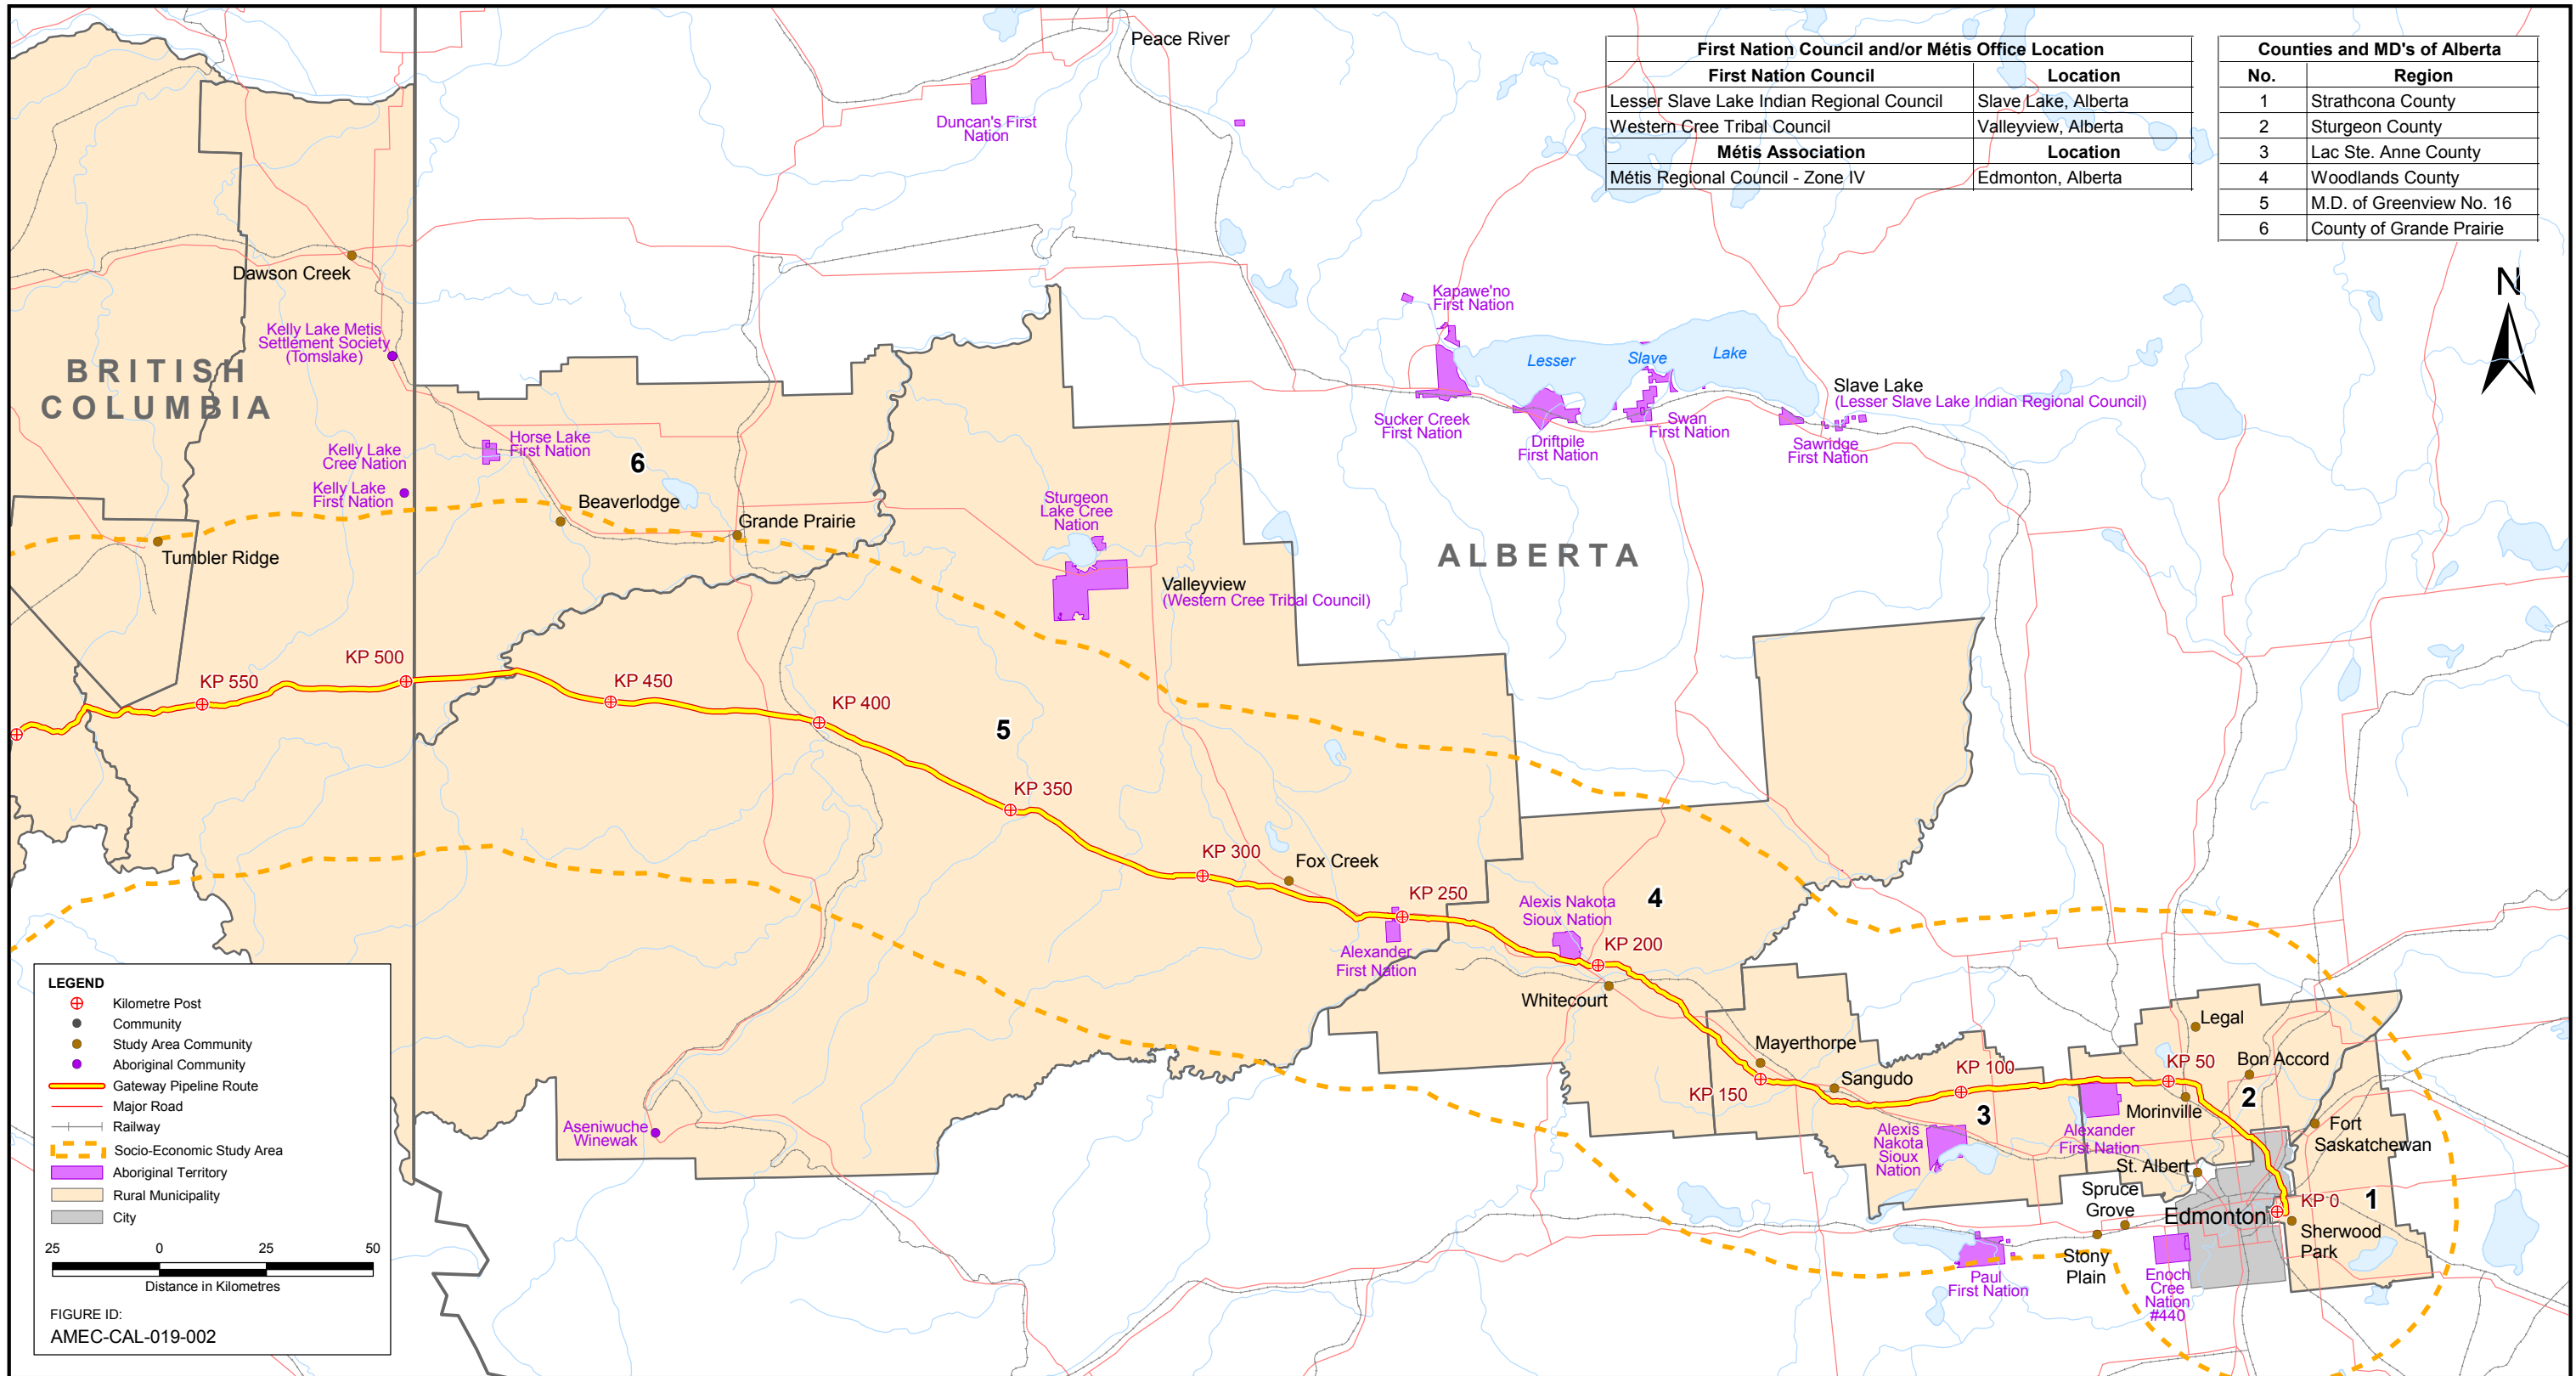 Peace River
First Nation Council and/or Métis Office Location
First Nation Council Location
Lesser Slave Lake Indian Regional Council Slave Lake, Alberta
Western Cree Tribal Council Valleyview, Alberta
Métis Association Location
Métis Regional Council - Zone IV Edmonton, Alberta
Counties and MD's of Alberta
No. Region
1 Strathcona County
2 Sturgeon County
3 Lac Ste. Anne County
4 Woodlands County
5 M.D. of Greenview No. 16
6 County of Grande Prairie
N
Duncan's First
Nation
Dawson Creek
Kelly Lake Metis
Settlement Society
(Tomslake)
BRITISH
COLUMBIA
Kelly Lake
Cree Nation
Kelly Lake
First Nation
Horse Lake
First Nation
6
Beaverlodge
Grande Prairie
Tumbler Ridge
Sturgeon
Lake Cree
Nation
Valleyview
(Western Cree Tribal Council)
Kapawe'no
First Nation
Lesser Slave Lake
Sucker Creek
First Nation
Driftpile
First Nation
Swan
First Nation
Slave Lake
(Lesser Slave Lake Indian Regional Council)
Sawridge
First Nation
ALBERTA
KP 550
KP 500
KP 450
KP 400
5
KP 350
KP 300
Fox Creek
KP 250
Alexander
First Nation
Alexis Nakota
Sioux Nation
4
KP 200
Whitecourt
Mayerthorpe
KP 150
Sangudo
KP 100
3
Alexis
Nakota
Sioux
Nation
Legal
KP 50
Bon Accord
2
Morinville
Alexander
First Nation
Fort
Saskatchewan
St. Albert
Spruce
Grove
Edmonton
KP 0
1
Sherwood
Park
Stony
Plain
Enoch
Cree
Nation
#440
Paul
First Nation
Aseniwuche
Winewak
LEGEND
Kilometre Post
Community
Study Area Community
Aboriginal Community
Gateway Pipeline Route
Major Road
Railway
Socio-Economic Study Area
Aboriginal Territory
Rural Municipality
City
25 0 25 50
Distance in Kilometres
FIGURE ID:
AMEC-CAL-019-002